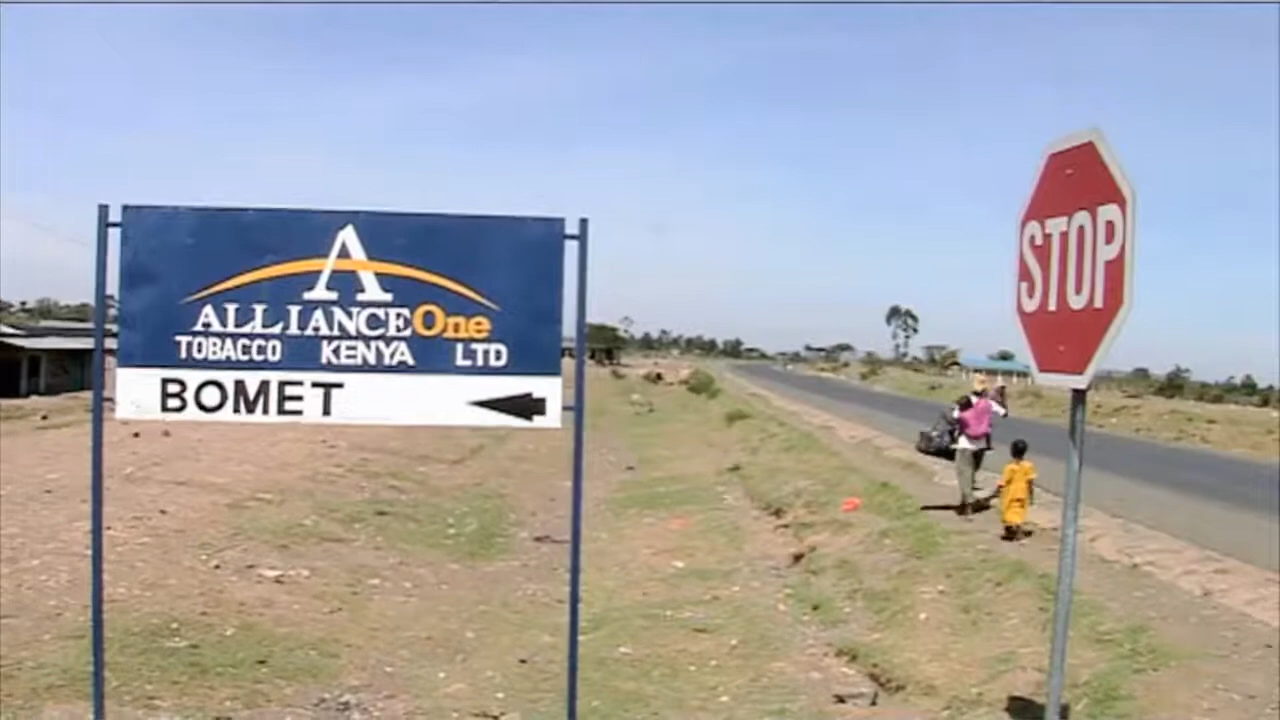 A
ALLIANCEOne
TOBACCO KENYA LTD
BOMET
STOP